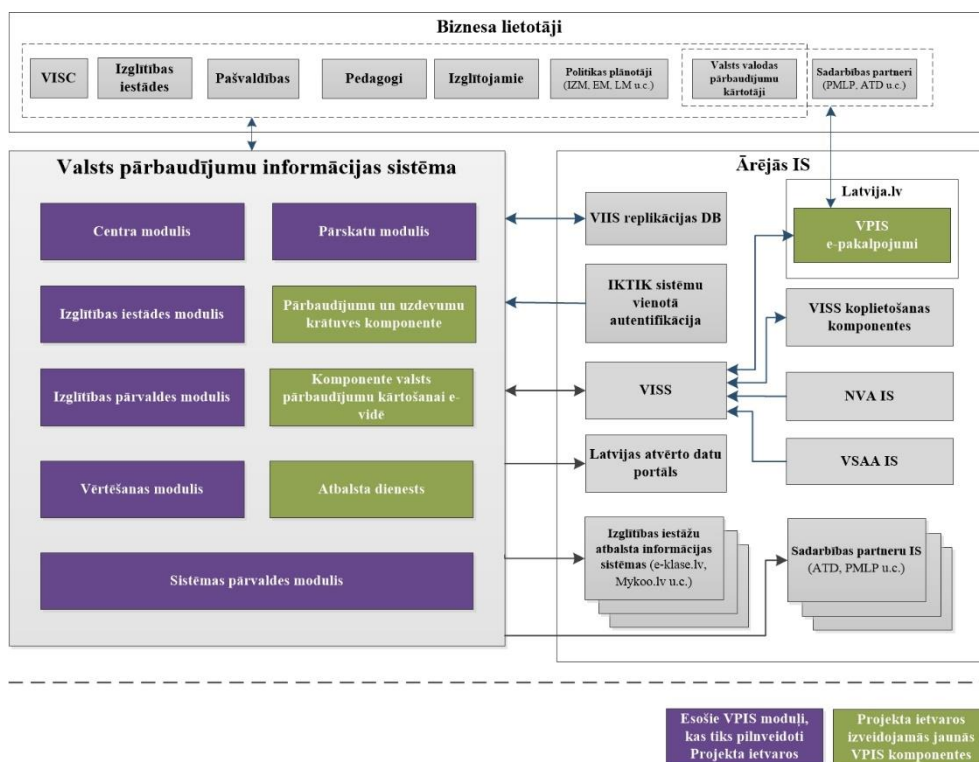 Biznesa lietotāji
VISC
Izglītības
iestādes
Pašvaldības
Pedagogi
Izglītojamie
Politikas plānotāji
(IZM, EM, LM u.c.)
Valsts valodas
pārbaudījumu
kārtotāji
Sadarbības partneri
(PMLP, ATD u.c.)
Valsts pārbaudījumu informācijas sistēma
Centra modulis
Pārskatu modulis
Izglītības iestādes modulis
Pārbaudījumu un uzdevumu
krātuves komponente
Izglītības pārvaldes modulis
Komponente valsts
pārbaudījumu kārtošanai e-
vidē
Vērtēšanas modulis
Atbalsta dienests
Sistēmas pārvaldes modulis
Ārējās IS
VIIS replikācijas DB
Latvija.lv
VPIS
e-pakalpojumi
IKTIK sistēmu
vienotā
autentifikācija
VISS koplietošanas
komponentes
VISS
NVA IS
Latvijas atvērto datu
portāls
VSAA IS
Izglītības iestāžu
atbalsta informācijas
sistēmas (e-klase.lv,
Mykoo.lv u.c.)
Sadarbības partneru IS
(ATD, PMLP u.c.)
Esošie VPIS moduļi,
kas tiks pilnveidoti
Projekta ietvaros
Projekta ietvaros
izveidojamās jaunās
VPIS komponentes